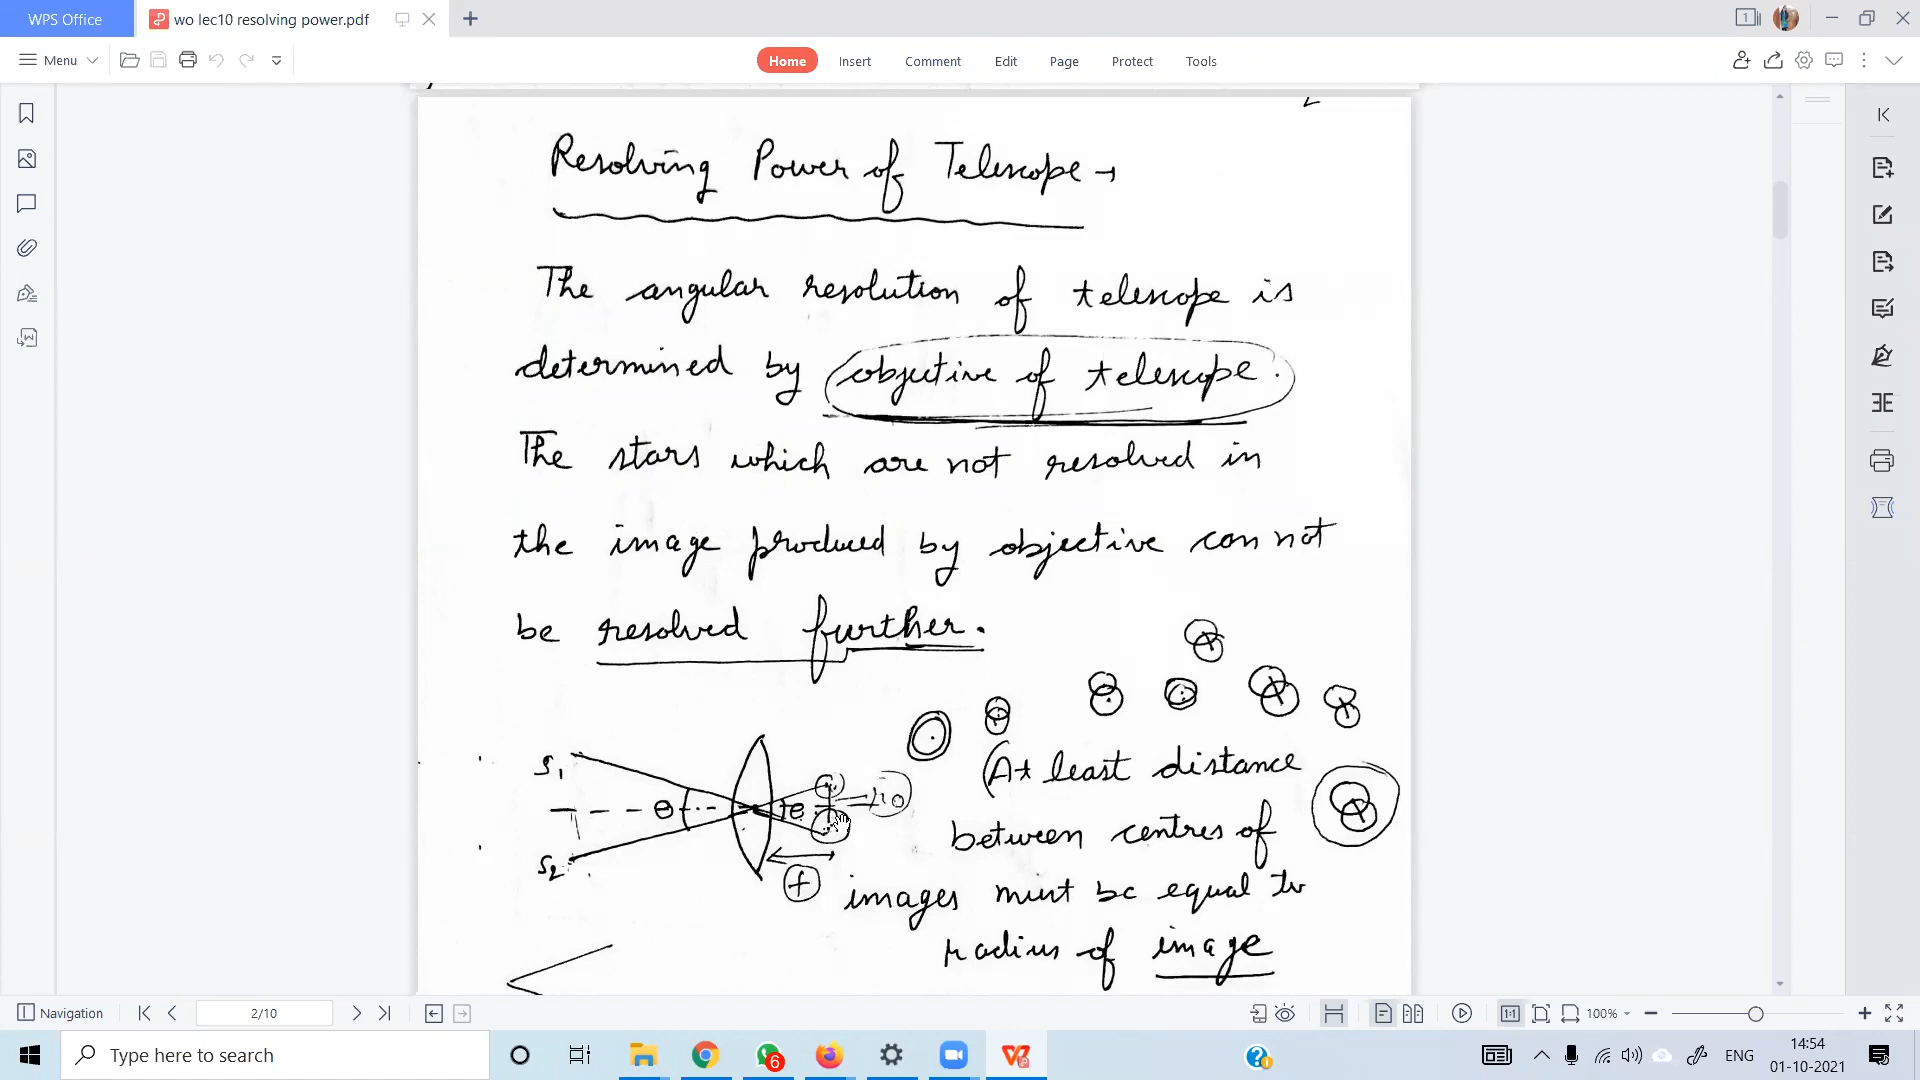 WPS Office
wo lec10 resolving power.pdf
1
Menu
Home Insert Comment Edit Page Protect Tools
Resolving Power of Telescope →
The angular resolution of telescope is
determined by objective of telescope.
The stars which are not resolved in
the image produced by objective can not
be resolved further.
S1
S2
θ θ
f
(At least distance
between centres of
images must be equal to
radius of image
Navigation
2/10
1:1
100%
Type here to search
6
ENG
14:54
01-10-2021